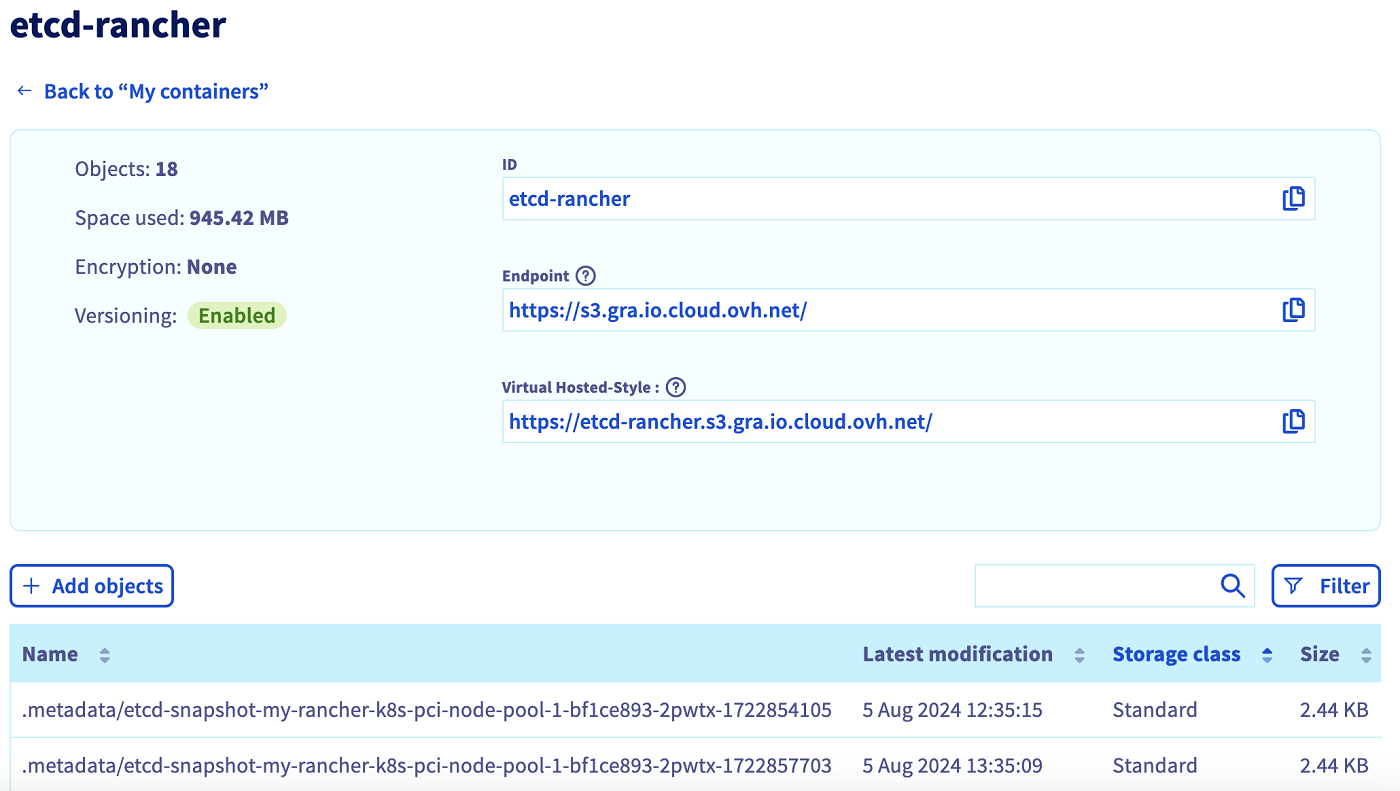 etcd-rancher
← Back to “My containers”
Objects: 18
Space used: 945.42 MB
Encryption: None
Versioning: Enabled
ID
etcd-rancher
Endpoint ?
https://s3.gra.io.cloud.ovh.net/
Virtual Hosted-Style : ?
https://etcd-rancher.s3.gra.io.cloud.ovh.net/
+ Add objects
Filter
Name Latest modification Storage class Size
.metadata/etcd-snapshot-my-rancher-k8s-pci-node-pool-1-bf1ce893-2pwtx-1722854105 5 Aug 2024 12:35:15 Standard 2.44 KB
.metadata/etcd-snapshot-my-rancher-k8s-pci-node-pool-1-bf1ce893-2pwtx-1722857703 5 Aug 2024 13:35:09 Standard 2.44 KB